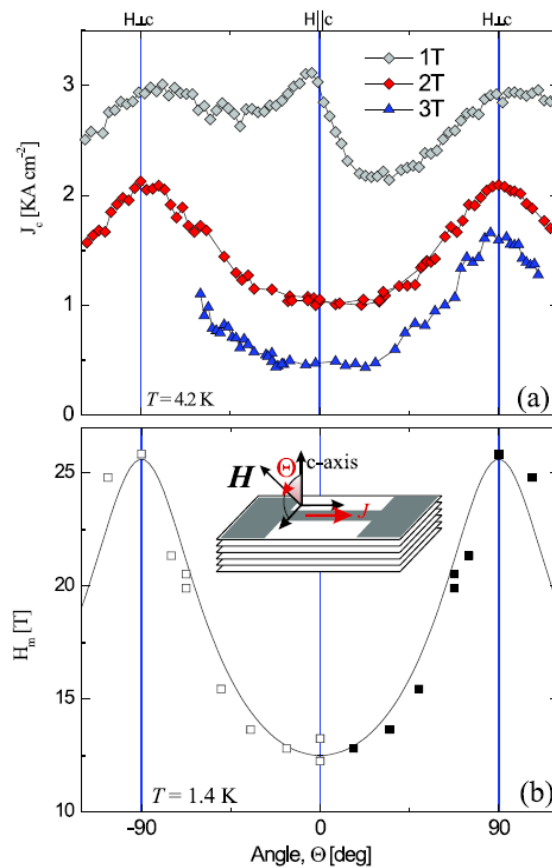 H⊥c H||c H⊥c
3
2
1
0
J_c [KA cm⁻²]
1T
2T
3T
T = 4.2 K
(a)
25
20
15
10
H_m [T]
H
Θ
c-axis
J
T = 1.4 K
(b)
-90 0 90
Angle, Θ [deg]